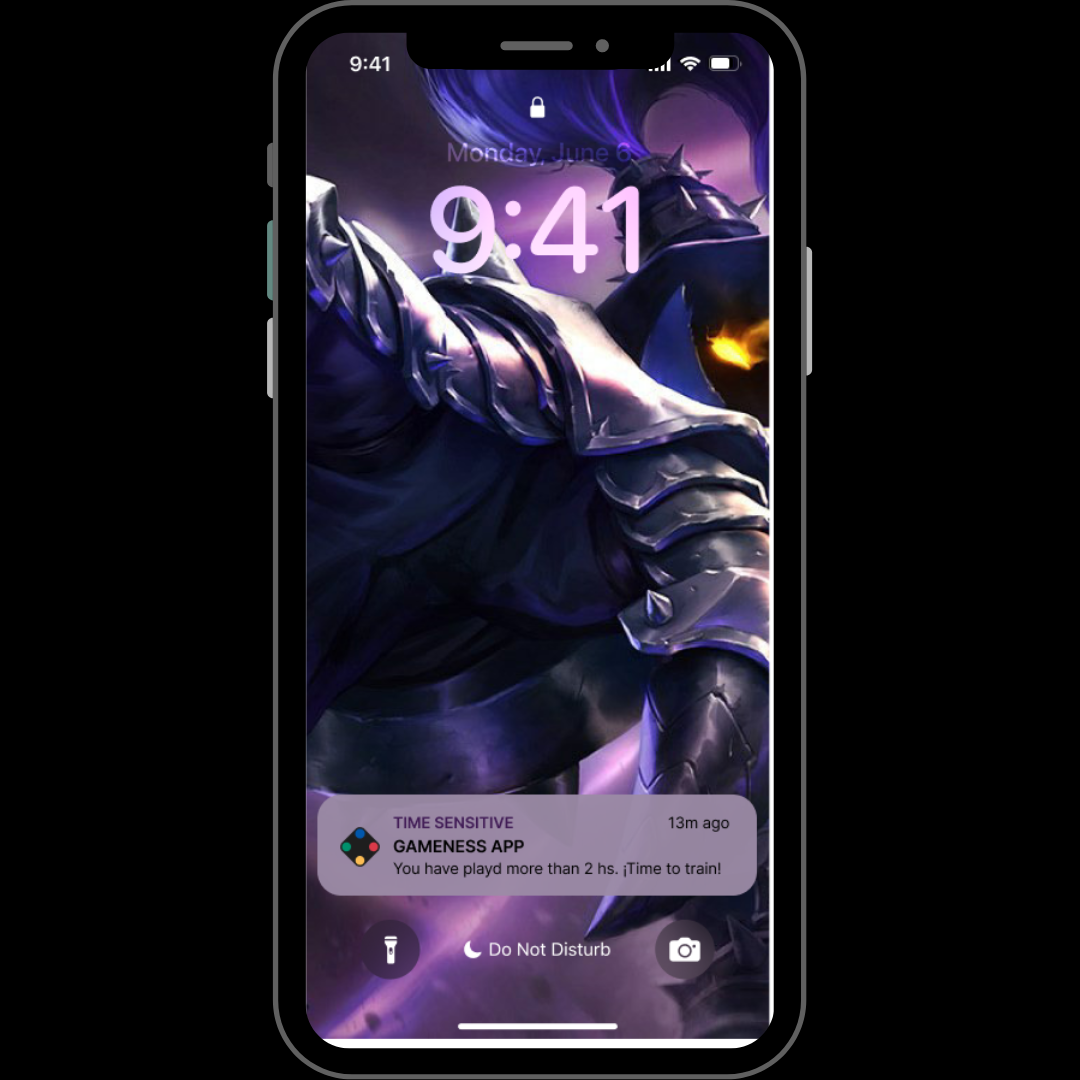 9:41
Monday, June 6
9:41
TIME SENSITIVE 13m ago
GAMENESS APP
You have playd more than 2 hs. ¡Time to train!
Do Not Disturb